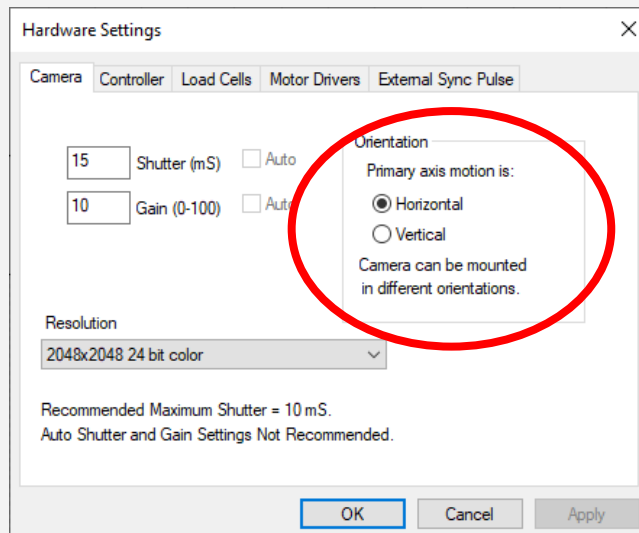 Hardware Settings
Camera Controller Load Cells Motor Drivers External Sync Pulse
15 Shutter (mS) Auto
10 Gain (0-100) Auto
Orientation
Primary axis motion is:
Horizontal
Vertical
Camera can be mounted
in different orientations.
Resolution
2048x2048 24 bit color
Recommended Maximum Shutter = 10 mS.
Auto Shutter and Gain Settings Not Recommended.
OK Cancel Apply